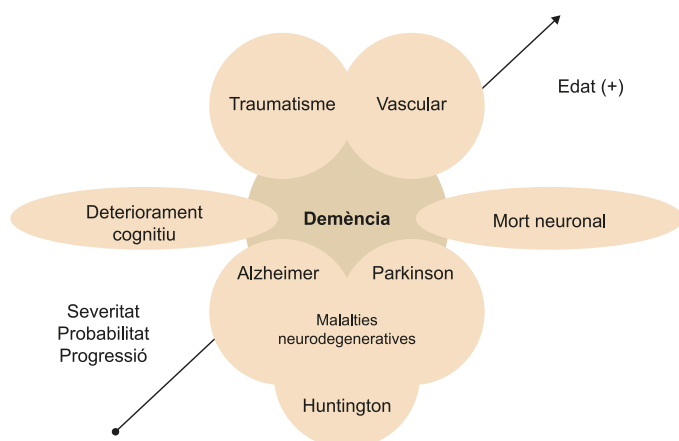 Edat (+)
Traumatisme
Vascular
Deteriorament
cognitiu
Demència
Mort neuronal
Alzheimer
Parkinson
Severitat
Probabilitat
Progressió
Malalties
neurodegeneratives
Huntington